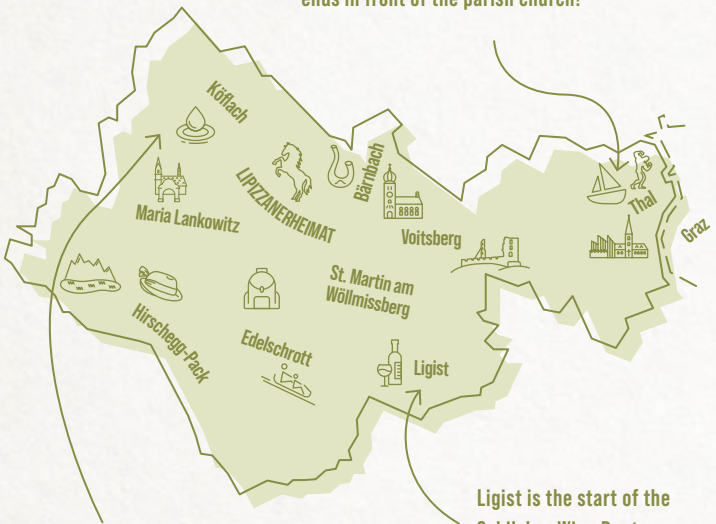 ends in front of the parish church!
Köflach
LIPIZZANERHEIMAT
Bärnbach
Thal
Graz
Maria Lankowitz
Voitsberg
St. Martin am
Wöllmissberg
Hirschegg-Pack
Edelschrott
Ligist
Ligist is the start of the